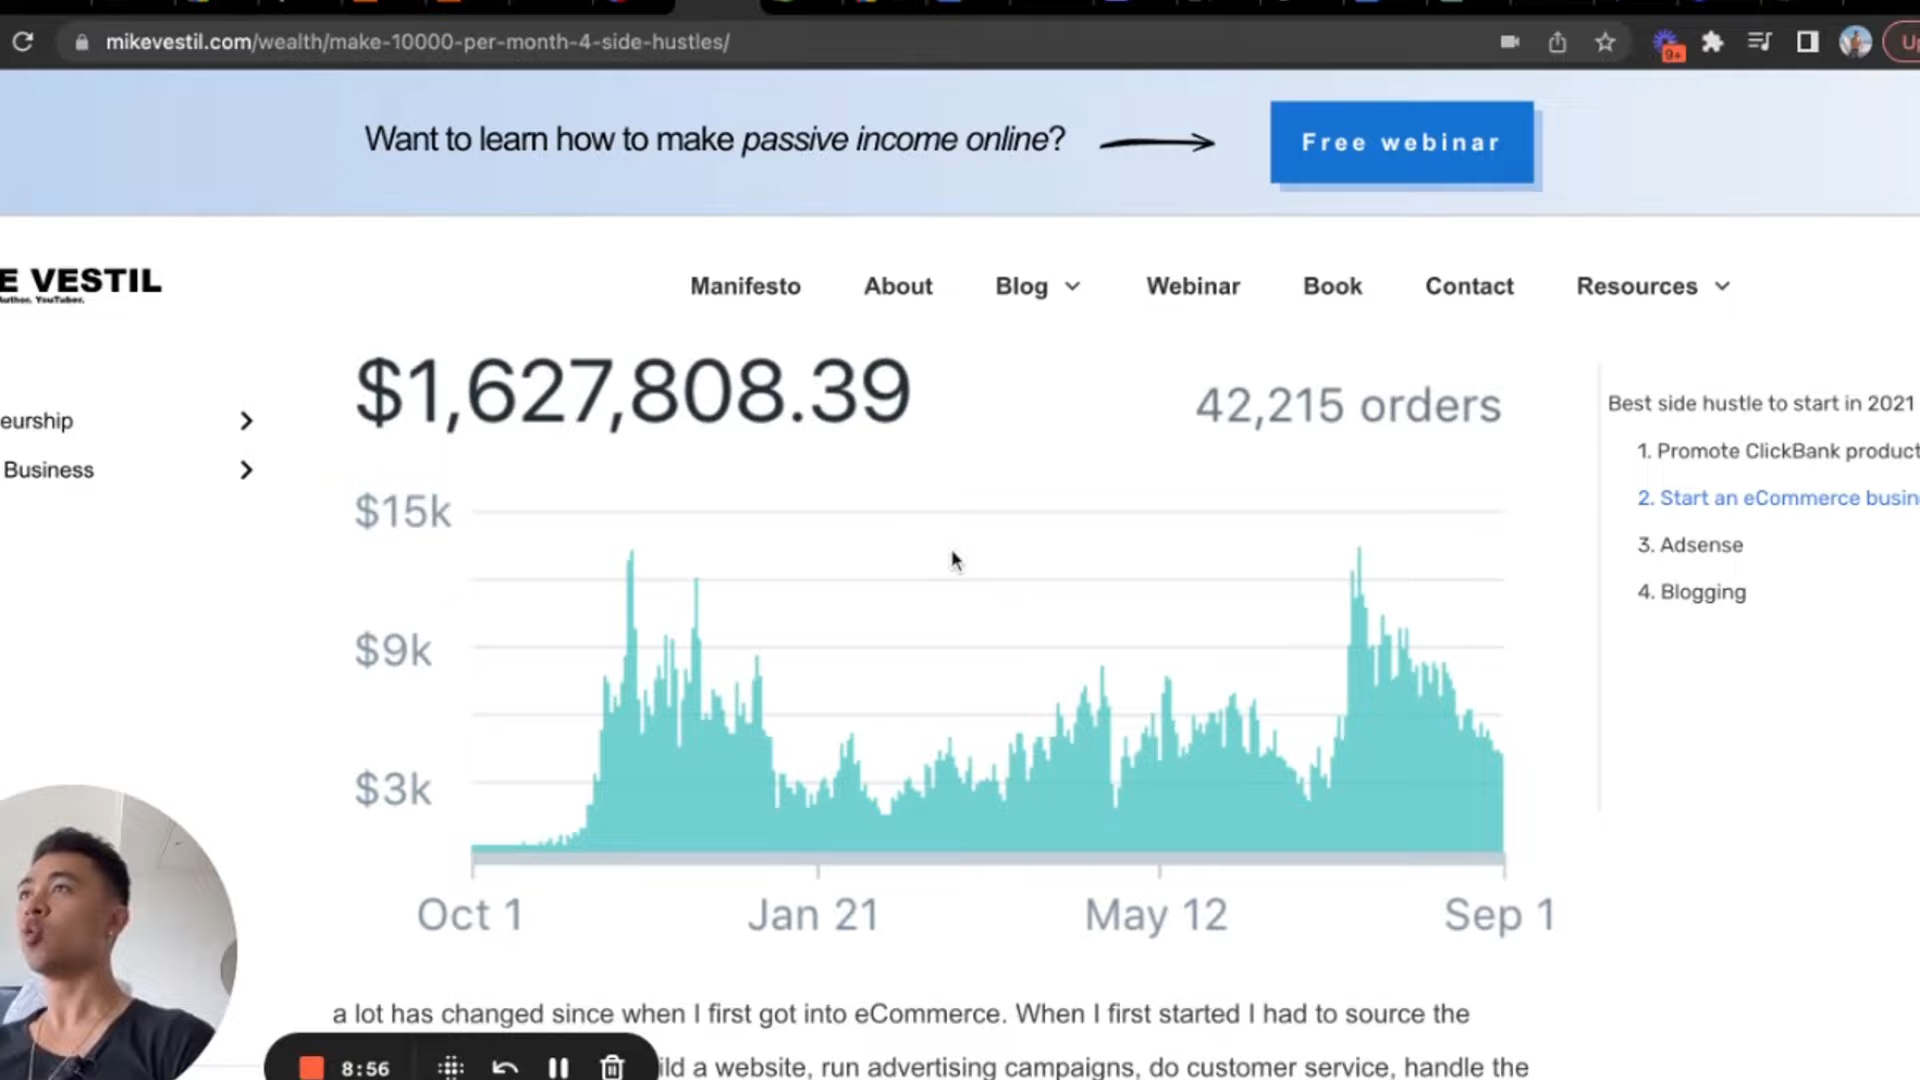 mikevestil.com/wealth/make-10000-per-month-4-side-hustles/
9+
Up
Want to learn how to make passive income online?
Free webinar
E VESTIL
Author. YouTuber.
Manifesto
About
Blog
Webinar
Book
Contact
Resources
$1,627,808.39
42,215 orders
eurship
Business
Best side hustle to start in 2021
1. Promote ClickBank product
2. Start an eCommerce busin
3. Adsense
4. Blogging
$15k
$9k
$3k
Oct 1
Jan 21
May 12
Sep 1
a lot has changed since when I first got into eCommerce. When I first started I had to source the
ild a website, run advertising campaigns, do customer service, handle the
8:56